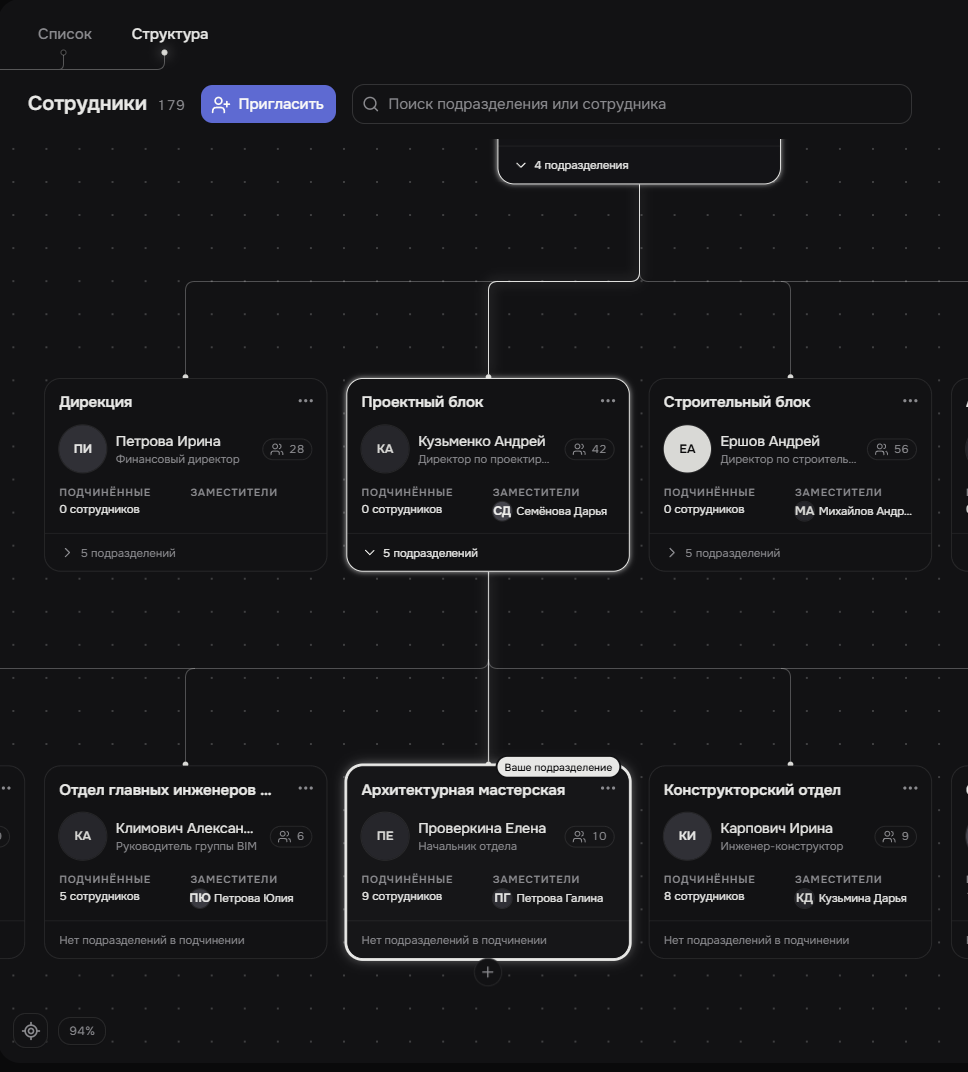 Список
Структура
Сотрудники 179
Пригласить
Поиск подразделения или сотрудника
4 подразделения
Дирекция
ПИ
Петрова Ирина
Финансовый директор
28
ПОДЧИНЁННЫЕ
0 сотрудников
ЗАМЕСТИТЕЛИ
5 подразделений
Проектный блок
КА
Кузьменко Андрей
Директор по проектир...
42
ПОДЧИНЁННЫЕ
0 сотрудников
ЗАМЕСТИТЕЛИ
СД Семёнова Дарья
5 подразделений
Строительный блок
ЕА
Ершов Андрей
Директор по строитель...
56
ПОДЧИНЁННЫЕ
0 сотрудников
ЗАМЕСТИТЕЛИ
МА Михайлов Андр...
5 подразделений
Отдел главных инженеров ...
КА
Климович Алексан...
Руководитель группы BIM
6
ПОДЧИНЁННЫЕ
5 сотрудников
ЗАМЕСТИТЕЛИ
ПЮ Петрова Юлия
Нет подразделений в подчинении
Ваше подразделение
Архитектурная мастерская
ПЕ
Проверкина Елена
Начальник отдела
10
ПОДЧИНЁННЫЕ
9 сотрудников
ЗАМЕСТИТЕЛИ
ПГ Петрова Галина
Нет подразделений в подчинении
Конструкторский отдел
КИ
Карпович Ирина
Инженер-конструктор
9
ПОДЧИНЁННЫЕ
8 сотрудников
ЗАМЕСТИТЕЛИ
КД Кузьмина Дарья
Нет подразделений в подчинении
94%